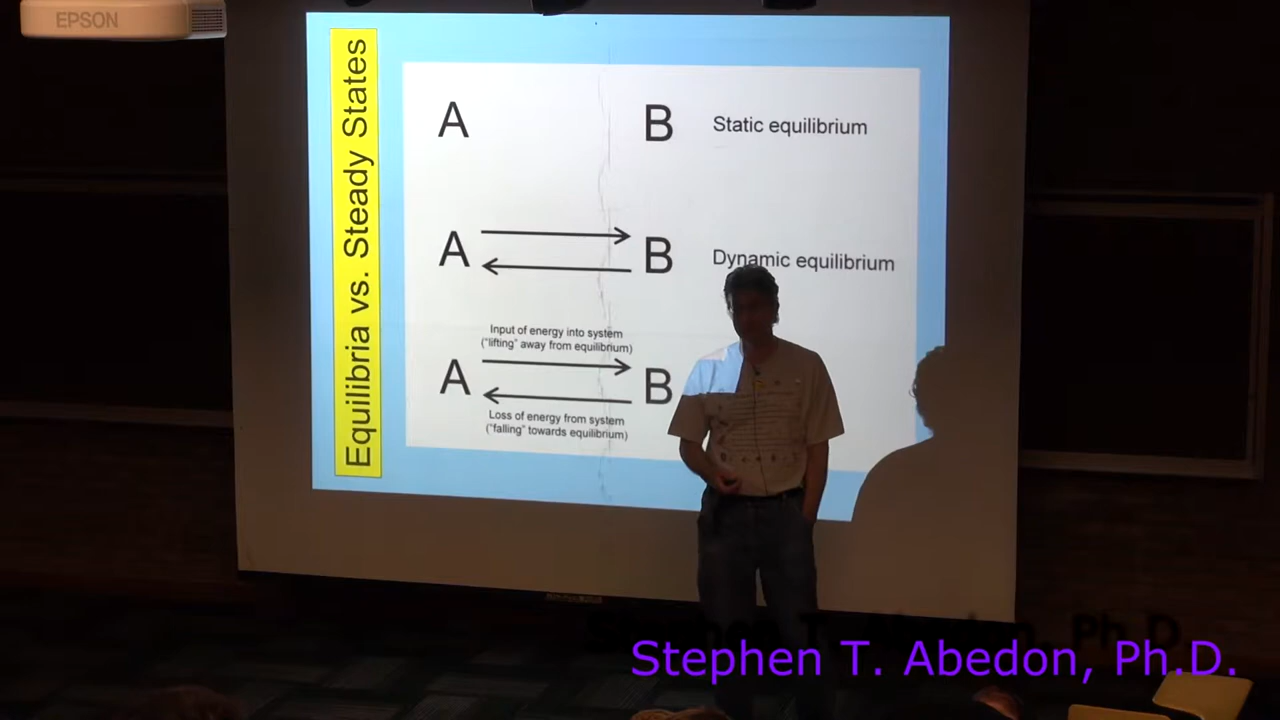 EPSON
Equilibria vs. Steady States
A B Static equilibrium
A B Dynamic equilibrium
Input of energy into system
("lifting" away from equilibrium)
A B
Loss of energy from system
("falling" towards equilibrium)
Stephen T. Abedon, Ph.D.